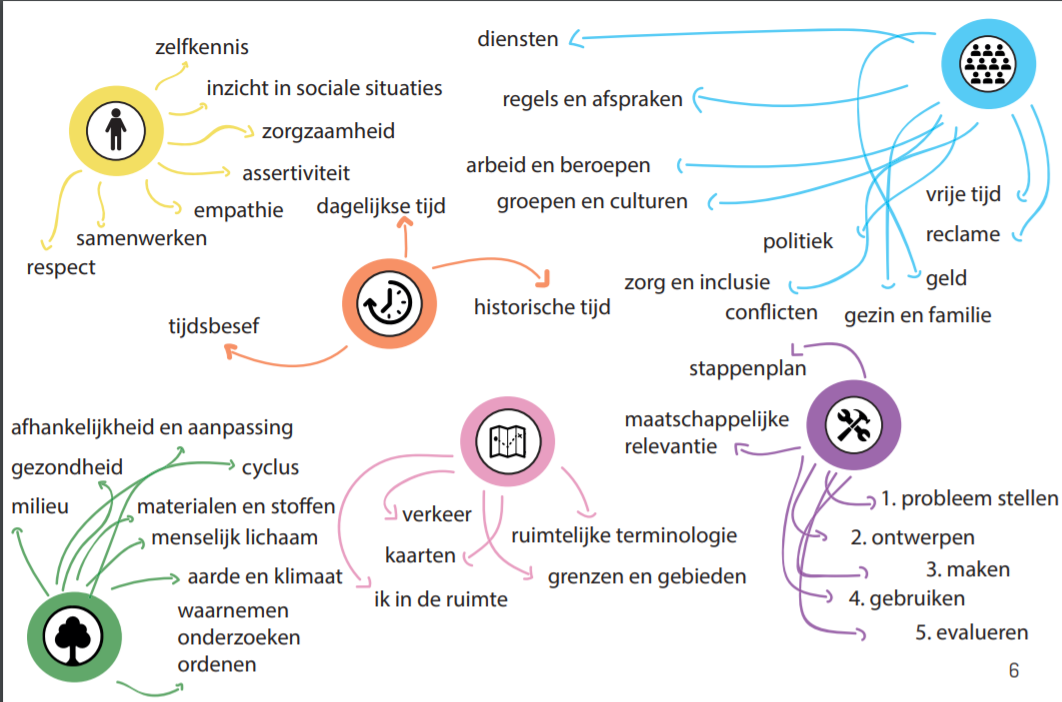 zelfkennis
inzicht in sociale situaties
zorgzaamheid
assertiviteit
empathie
samenwerken
respect
dagelijkse tijd
historische tijd
tijdsbesef
diensten
regels en afspraken
arbeid en beroepen
groepen en culturen
vrije tijd
reclame
politiek
geld
zorg en inclusie
conflicten
gezin en familie
stappenplan
maatschappelijke
relevantie
1. probleem stellen
2. ontwerpen
3. maken
4. gebruiken
5. evalueren
afhankelijkheid en aanpassing
gezondheid
cyclus
milieu
materialen en stoffen
menselijk lichaam
aarde en klimaat
waarnemen
onderzoeken
ordenen
verkeer
kaarten
ik in de ruimte
ruimtelijke terminologie
grenzen en gebieden
6